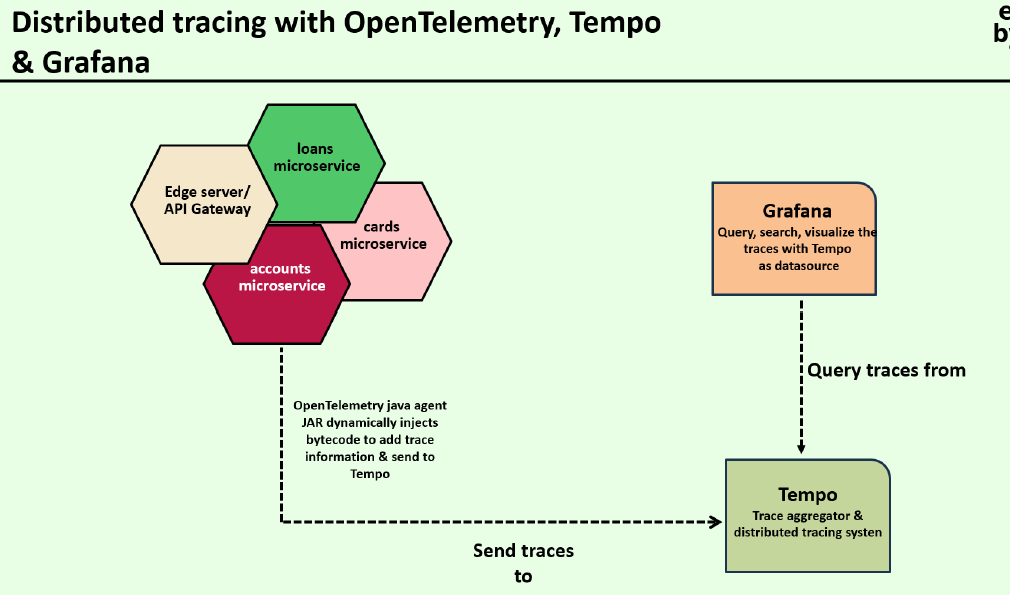 Distributed tracing with OpenTelemetry, Tempo
& Grafana
loans
microservice
Edge server/
API Gateway
cards
microservice
accounts
microservice
Grafana
Query, search, visualize the
traces with Tempo
as datasource
Query traces from
OpenTelemetry java agent
JAR dynamically injects
bytecode to add trace
information & send to
Tempo
Tempo
Trace aggregator &
distributed tracing systen
Send traces
to